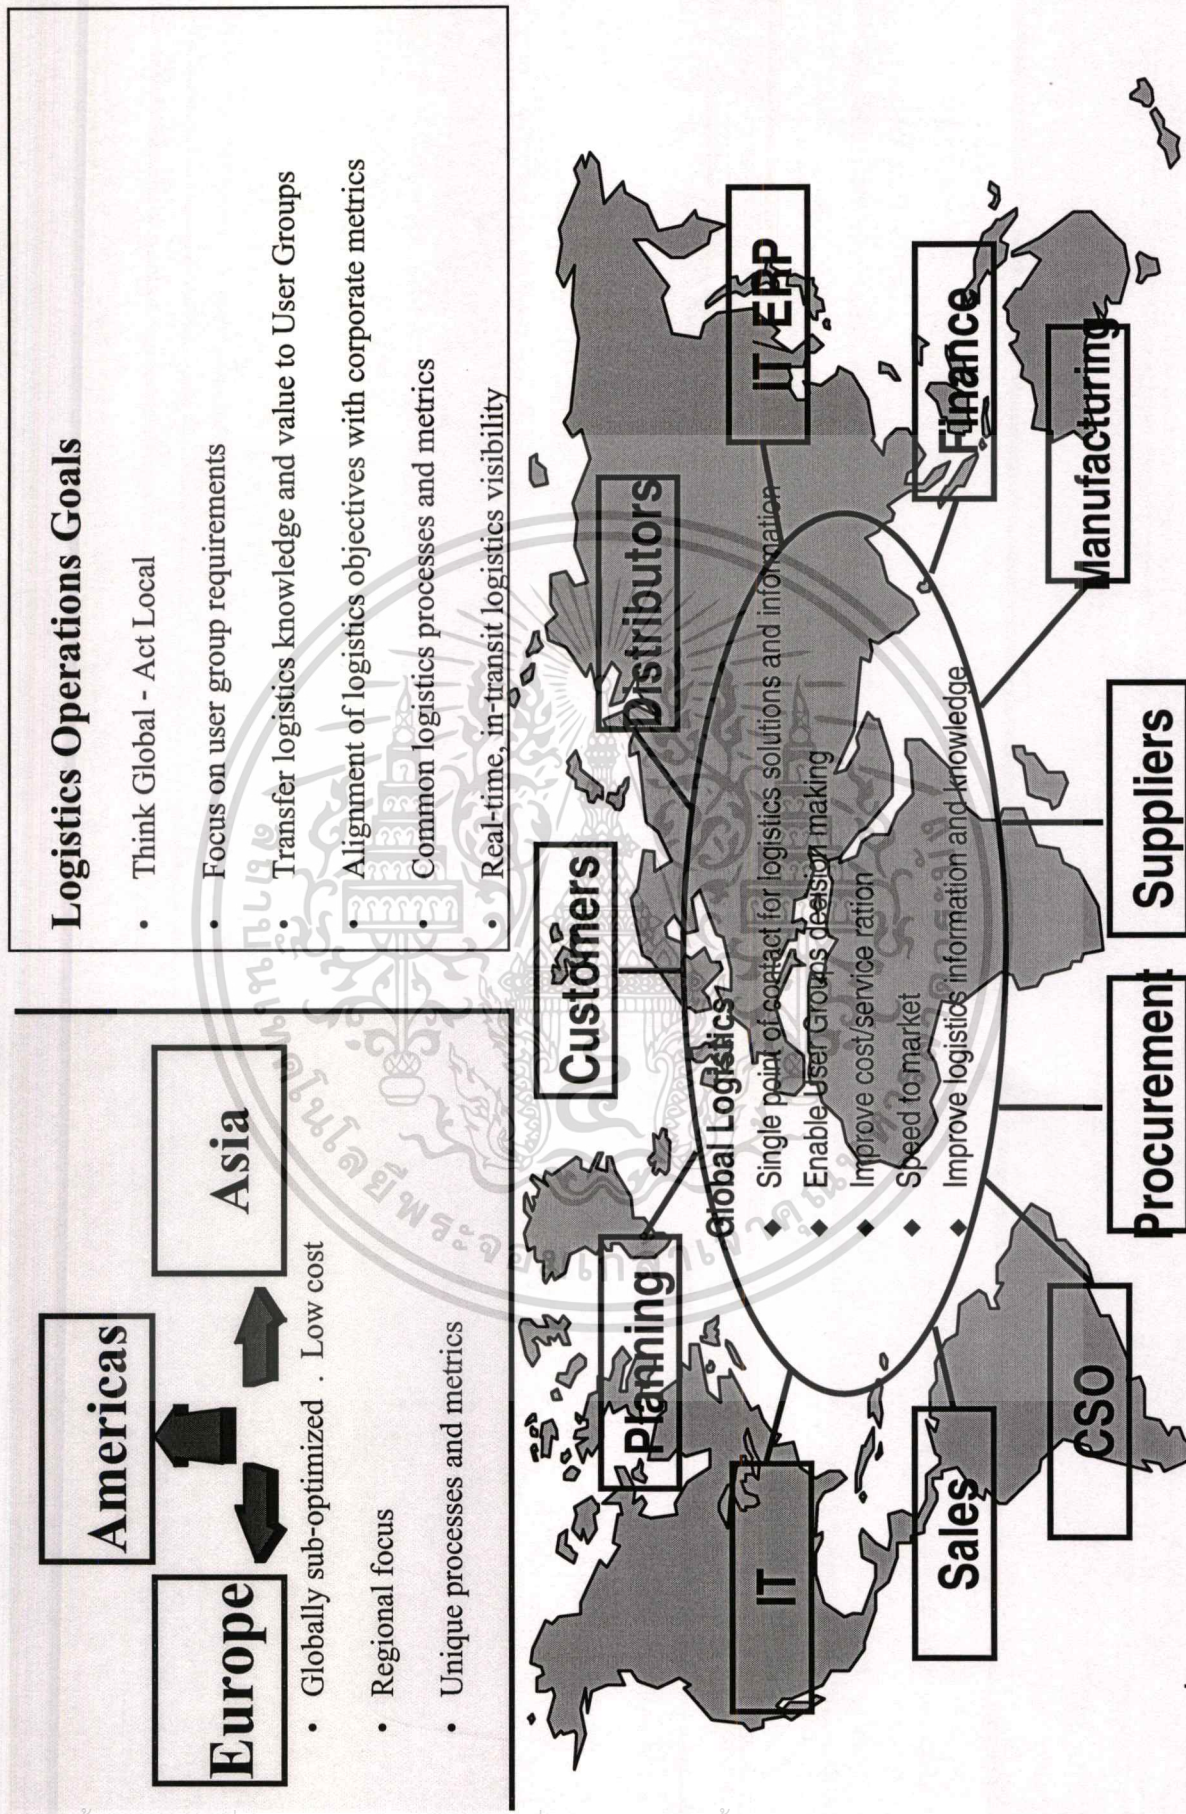 Americas
Europe
Asia
• Globally sub-optimized . Low cost
• Regional focus
• Unique processes and metrics
Logistics Operations Goals
• Think Global - Act Local
• Focus on user group requirements
• Transfer logistics knowledge and value to User Groups
• Alignment of logistics objectives with corporate metrics
• Common logistics processes and metrics
• Real-time, in-transit logistics visibility
Customers
Planning
Distributors
IT
IT ERP
Global Logistics
◆ Single point of contact for logistics solutions and information
◆ Enable User Groups decision making
◆ Improve cost/service ration
◆ Speed to market
◆ Improve logistics information and knowledge
Sales
Finance
CSO
Manufacturing
Procurement
Suppliers